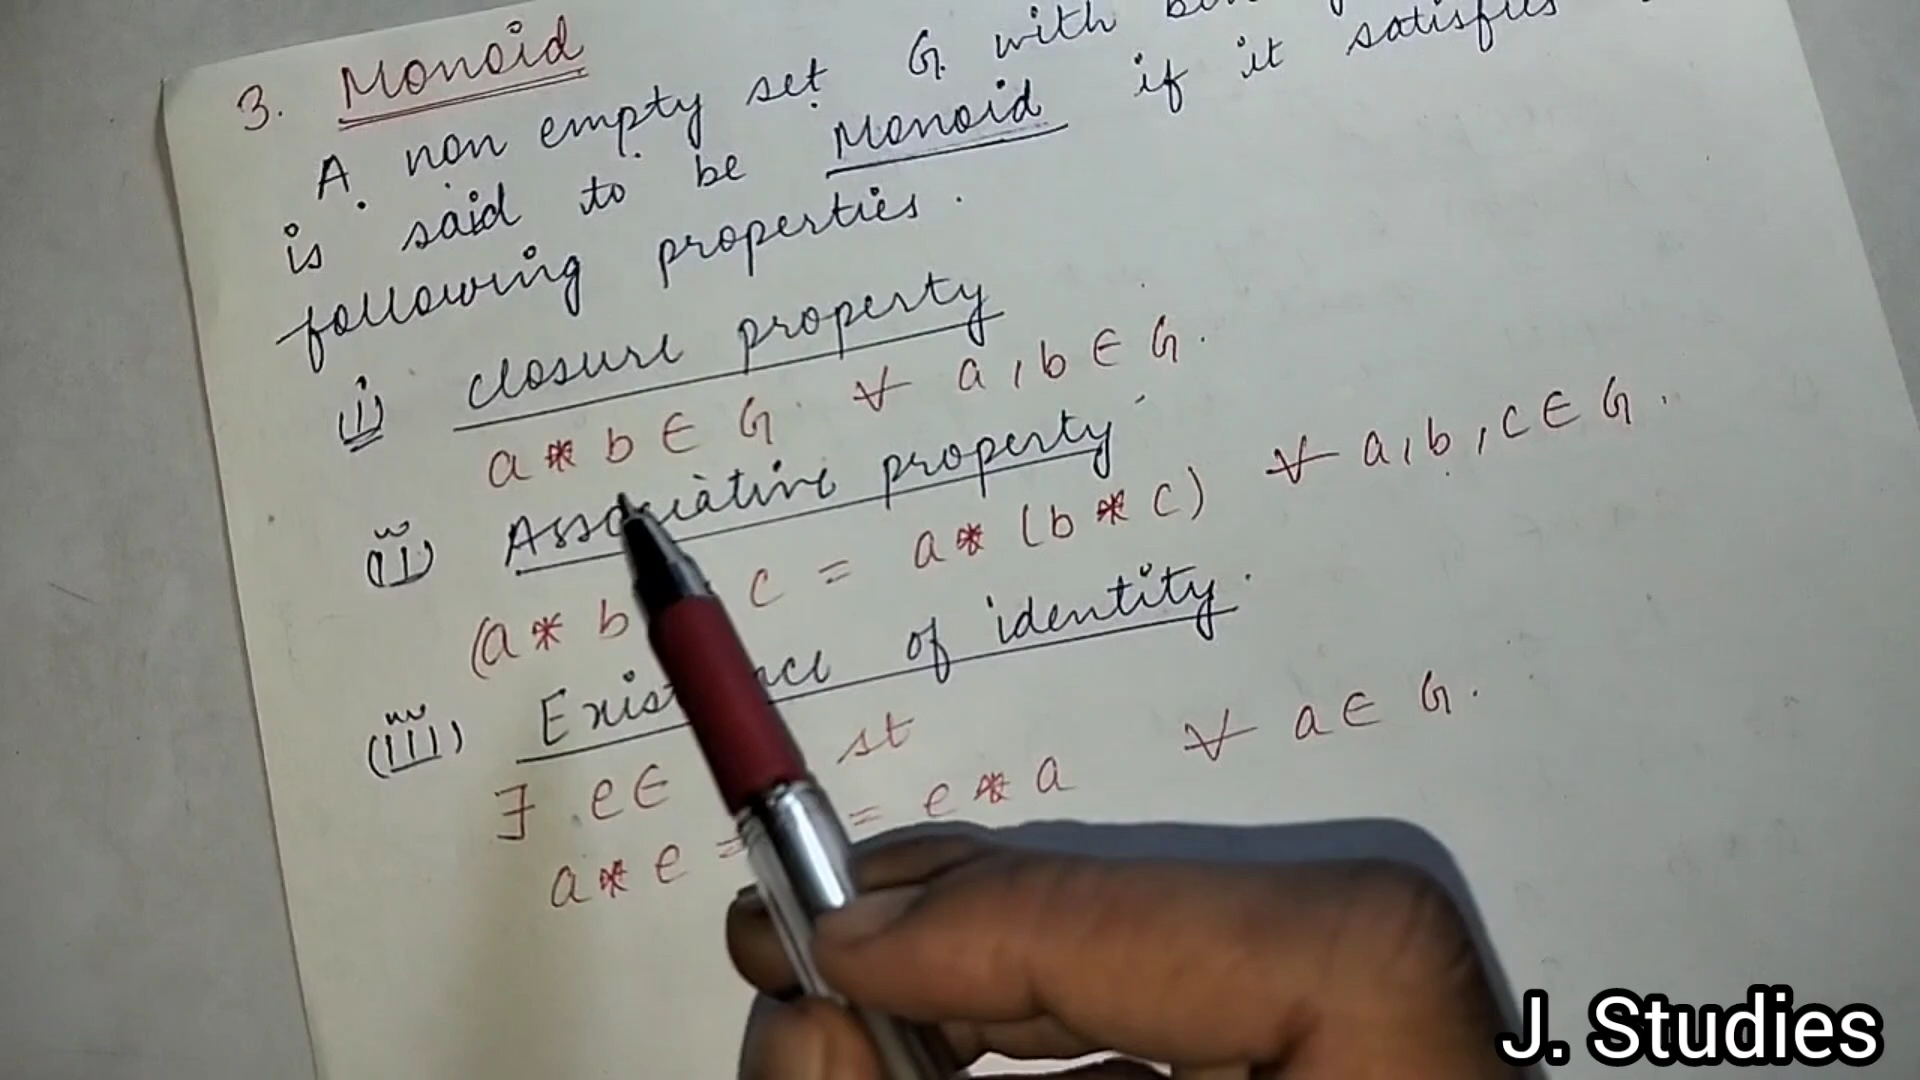 3. Monoid
A non empty set G with
is said to be Monoid if it satisfies
following properties.
(i) closure property
a * b ∈ G ∀ a, b ∈ G.
(ii) Associative property
(a * b c = a * (b * c) ∀ a, b, c ∈ G.
(iii) of identity.
∃ e ∈ st
a * e = = e * a ∀ a ∈ G.
J. Studies